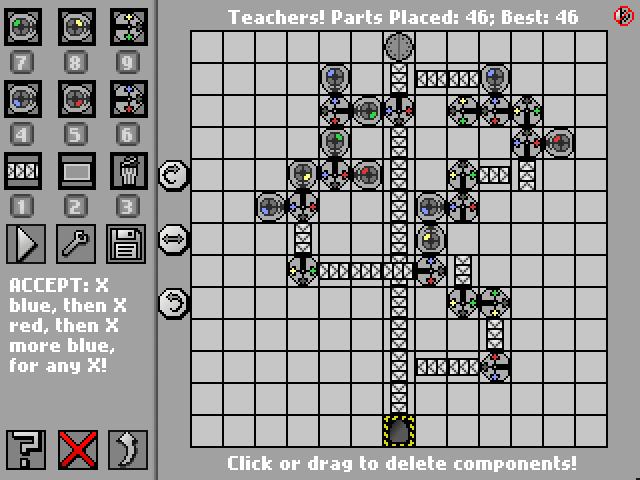 Teachers! Parts Placed: 46; Best: 46
7 8 9
4 5 6
1 2 3
ACCEPT: X
blue, then X
red, then X
more blue,
for any X!
?
Click or drag to delete components!